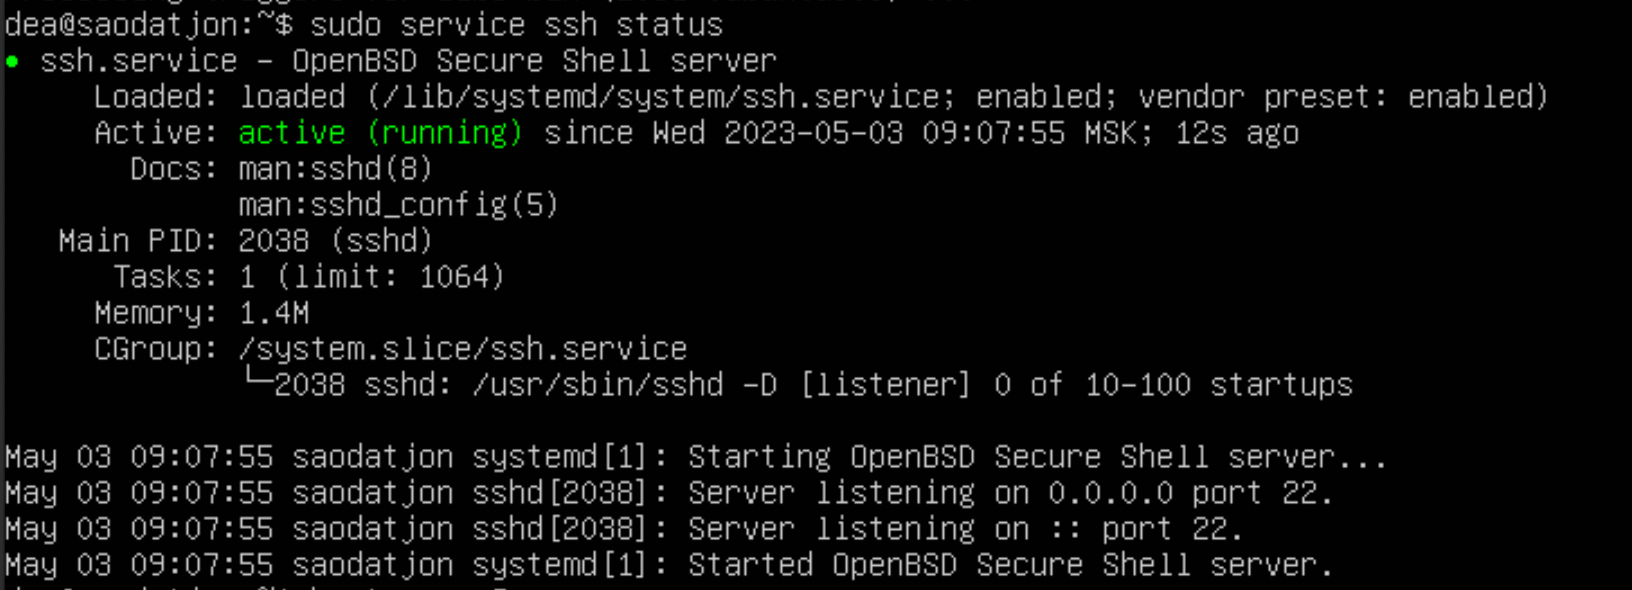 dea@saodatjon:~$ sudo service ssh status
● ssh.service - OpenBSD Secure Shell server
Loaded: loaded (/lib/systemd/system/ssh.service; enabled; vendor preset: enabled)
Active: active (running) since Wed 2023-05-03 09:07:55 MSK; 12s ago
Docs: man:sshd(8)
man:sshd_config(5)
Main PID: 2038 (sshd)
Tasks: 1 (limit: 1064)
Memory: 1.4M
CGroup: /system.slice/ssh.service
└─2038 sshd: /usr/sbin/sshd -D [listener] 0 of 10-100 startups
May 03 09:07:55 saodatjon systemd[1]: Starting OpenBSD Secure Shell server...
May 03 09:07:55 saodatjon sshd[2038]: Server listening on 0.0.0.0 port 22.
May 03 09:07:55 saodatjon sshd[2038]: Server listening on :: port 22.
May 03 09:07:55 saodatjon systemd[1]: Started OpenBSD Secure Shell server.